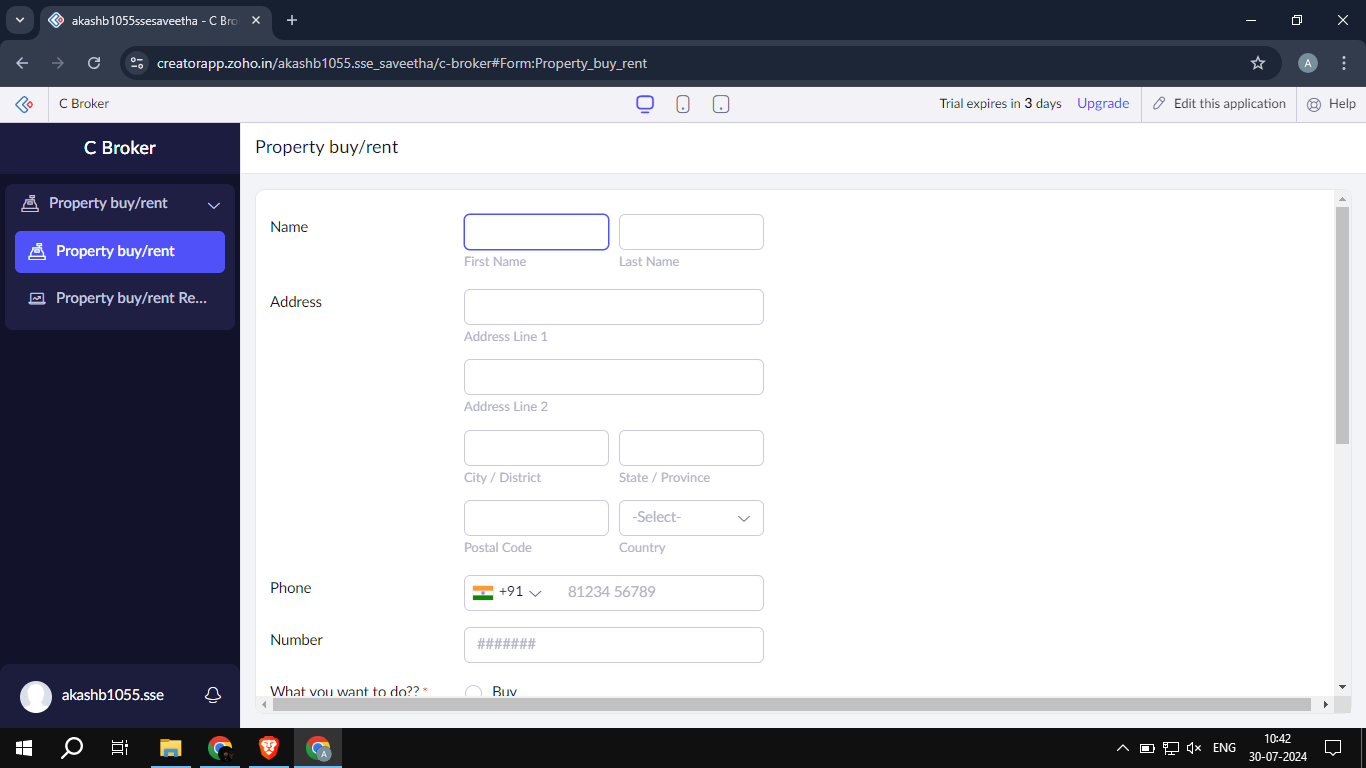 akashb1055ssesaveetha - C Bro
creatorapp.zoho.in/akashb1055.sse_saveetha/c-broker#Form:Property_buy_rent
A
C Broker
Trial expires in 3 days
Upgrade
Edit this application
Help
C Broker
Property buy/rent
Property buy/rent
Property buy/rent Re...
akashb1055.sse
Property buy/rent
Name
First Name
Last Name
Address
Address Line 1
Address Line 2
City / District
State / Province
-Select-
Postal Code
Country
Phone
+91
81234 56789
Number
#######
What you want to do?? *
Buy
A
ENG
10:42
30-07-2024